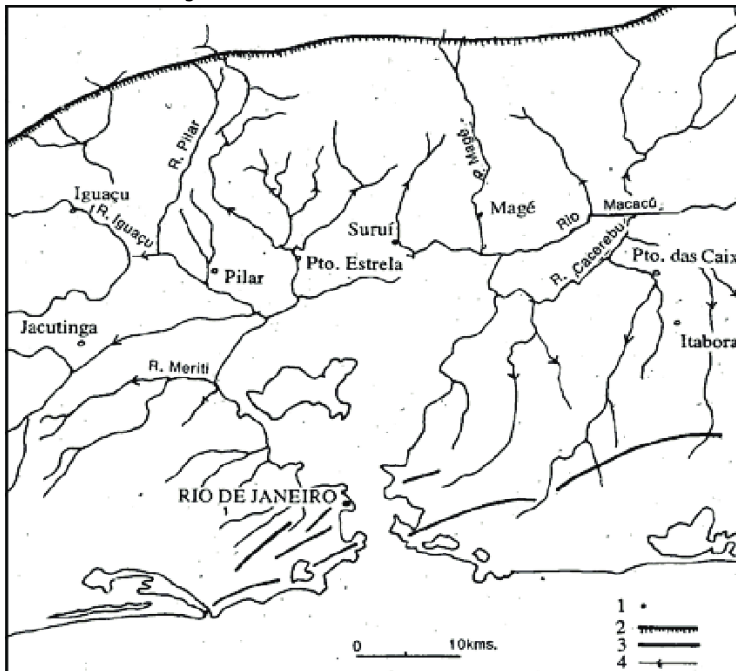 R. Pilar
R. Magé
Iguaçu
R. Iguaçu
Magé
Rio
Macacú
Suruí
R. Cacerebu
Pto. Estrela
Pilar
Pto. das Caix
Jacutinga
Itabora
R. Meriti
RIO DE JANEIRO
1
2
3
4
0 10kms.